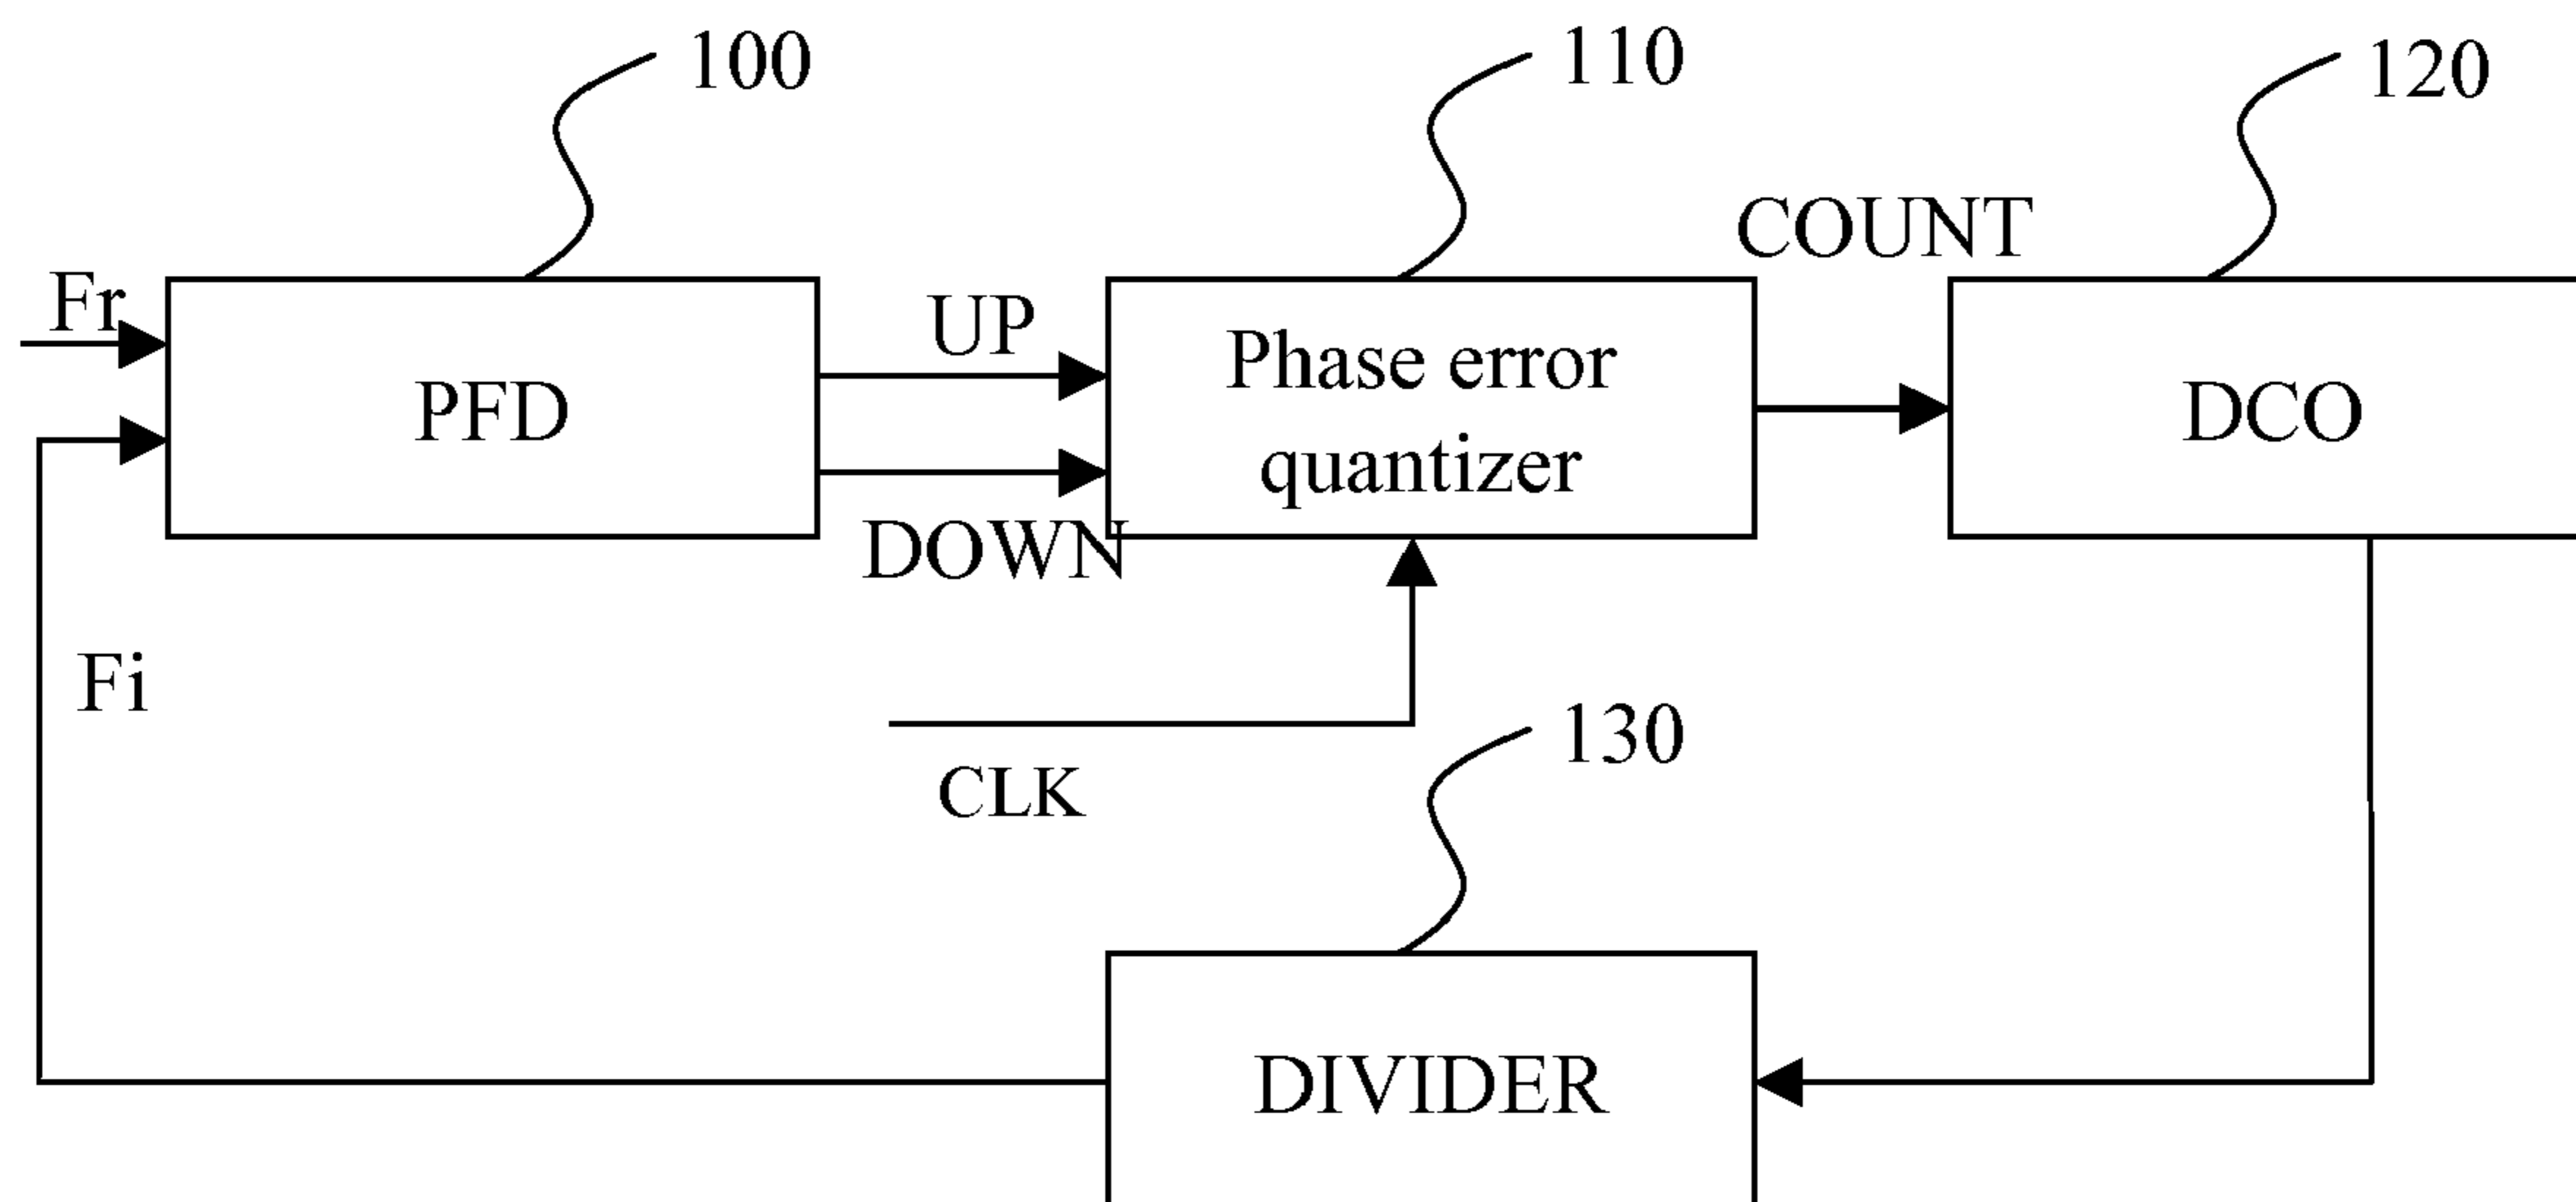 100
110
120
COUNT
Fr
UP
PFD
Phase error
quantizer
DCO
DOWN
Fi
CLK
130
DIVIDER